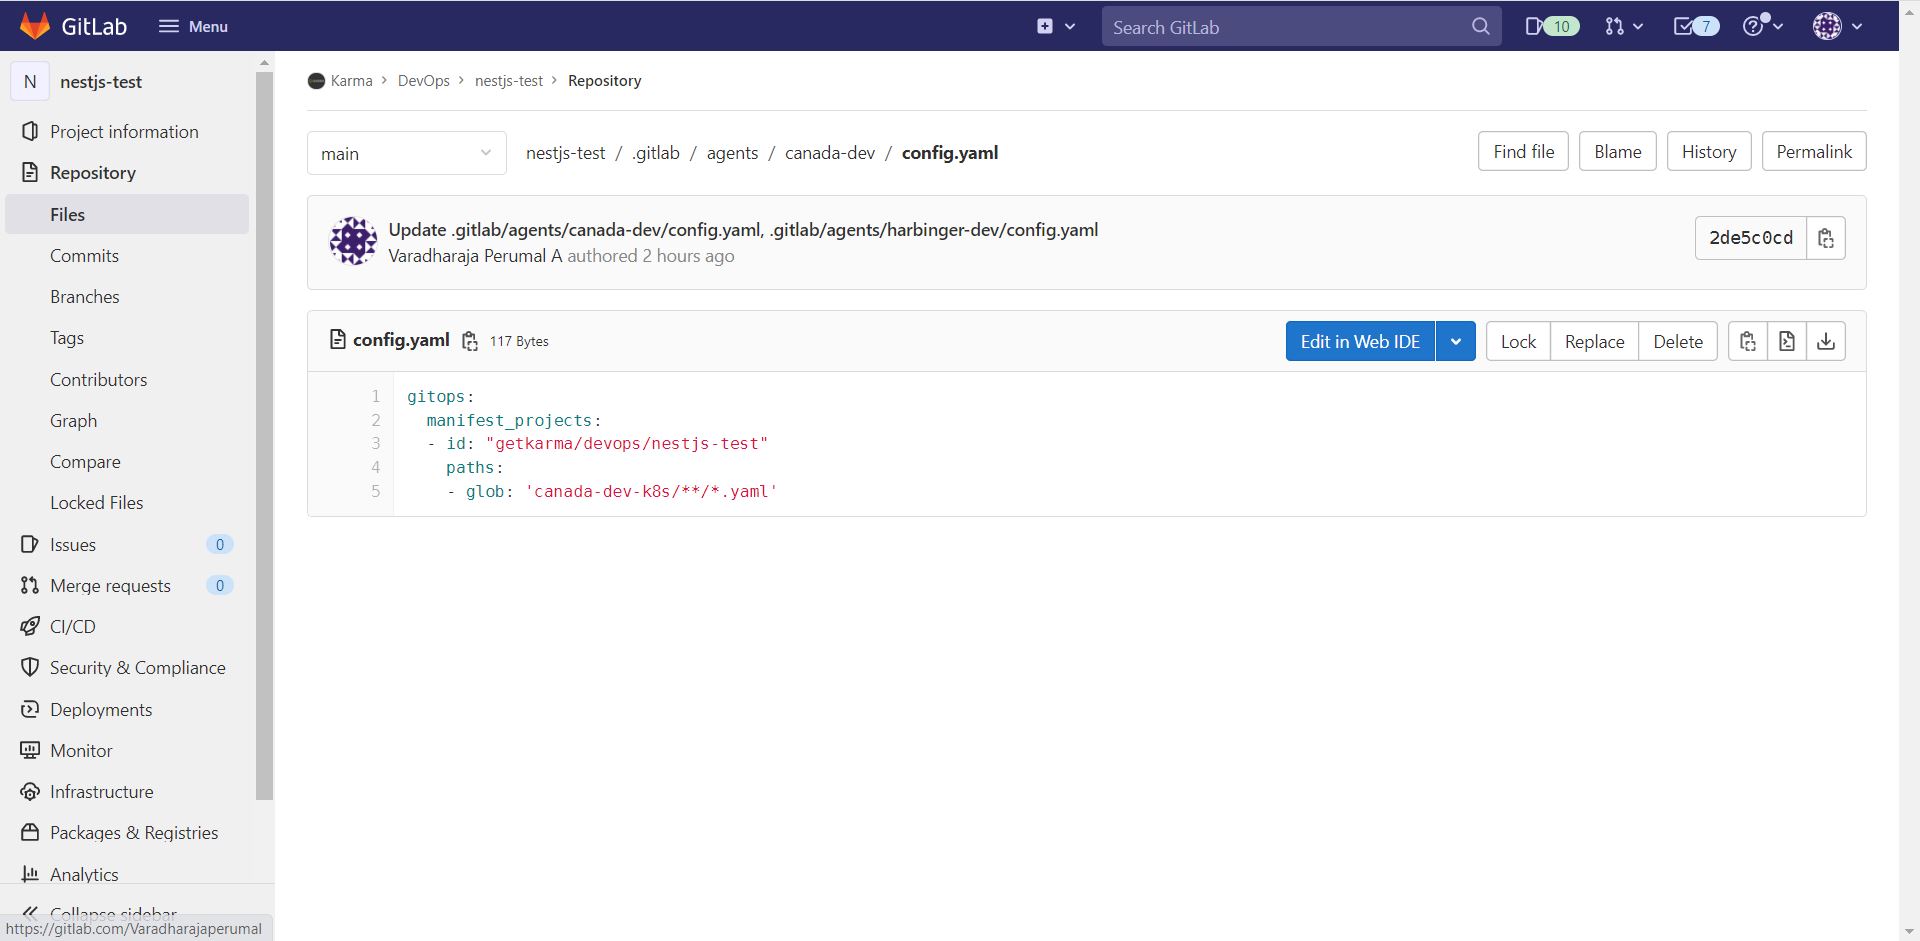 GitLab
Menu
Search GitLab
10
7
N nestjs-test
Project information
Repository
Files
Commits
Branches
Tags
Contributors
Graph
Compare
Locked Files
Issues 0
Merge requests 0
CI/CD
Security & Compliance
Deployments
Monitor
Infrastructure
Packages & Registries
Analytics
Collapse sidebar
https://gitlab.com/Varadharajaperumal
Karma > DevOps > nestjs-test > Repository
main
nestjs-test / .gitlab / agents / canada-dev / config.yaml
Find file
Blame
History
Permalink
Update .gitlab/agents/canada-dev/config.yaml, .gitlab/agents/harbinger-dev/config.yaml
Varadharaja Perumal A authored 2 hours ago
2de5c0cd
config.yaml 117 Bytes
Edit in Web IDE
Lock
Replace
Delete
1 gitops:
2 manifest_projects:
3 - id: "getkarma/devops/nestjs-test"
4 paths:
5 - glob: 'canada-dev-k8s/**/*.yaml'